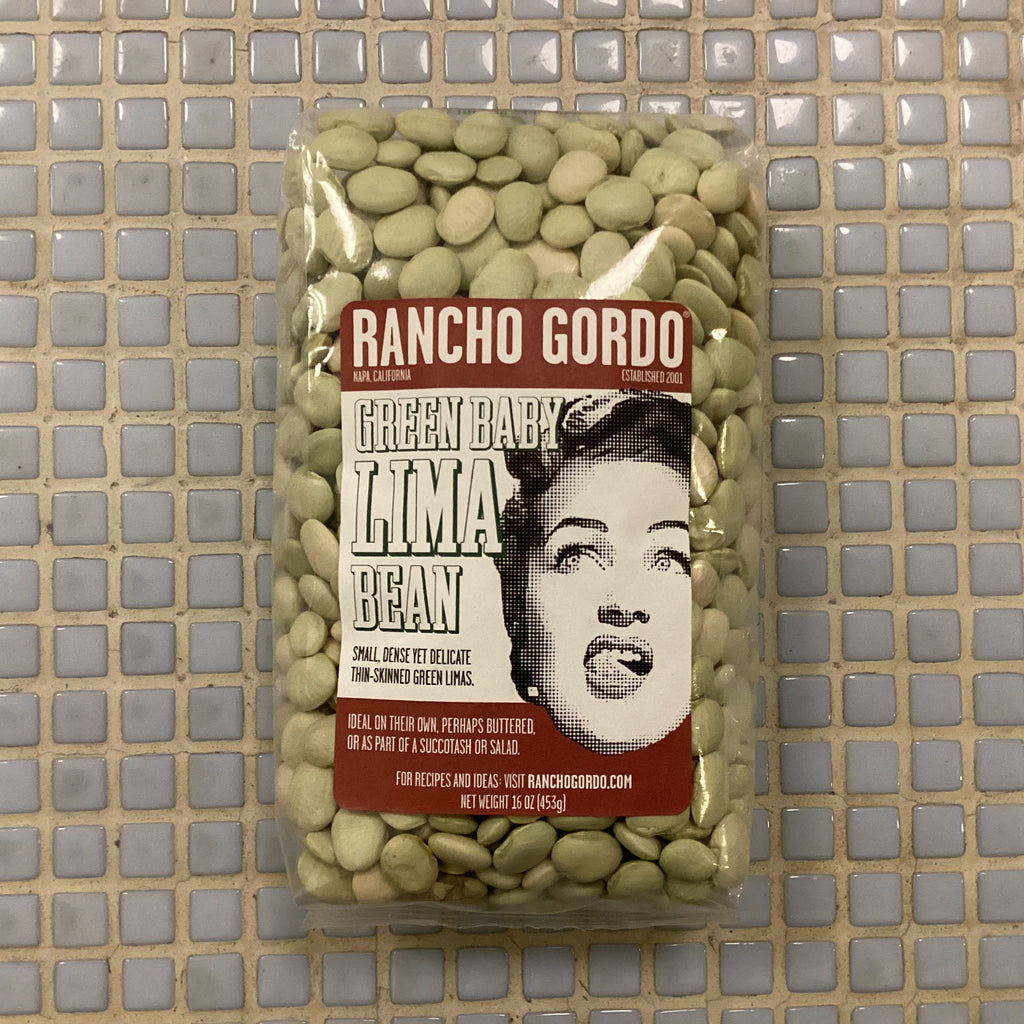 RANCHO GORDO®
NAPA, CALIFORNIA ESTABLISHED 2001
GREEN BABY
LIMA
BEAN
SMALL, DENSE YET DELICATE
THIN-SKINNED GREEN LIMAS.
IDEAL ON THEIR OWN, PERHAPS BUTTERED,
OR AS PART OF A SUCCOTASH OR SALAD.
FOR RECIPES AND IDEAS: VISIT RANCHOGORDO.COM
NET WEIGHT 16 OZ (453g)